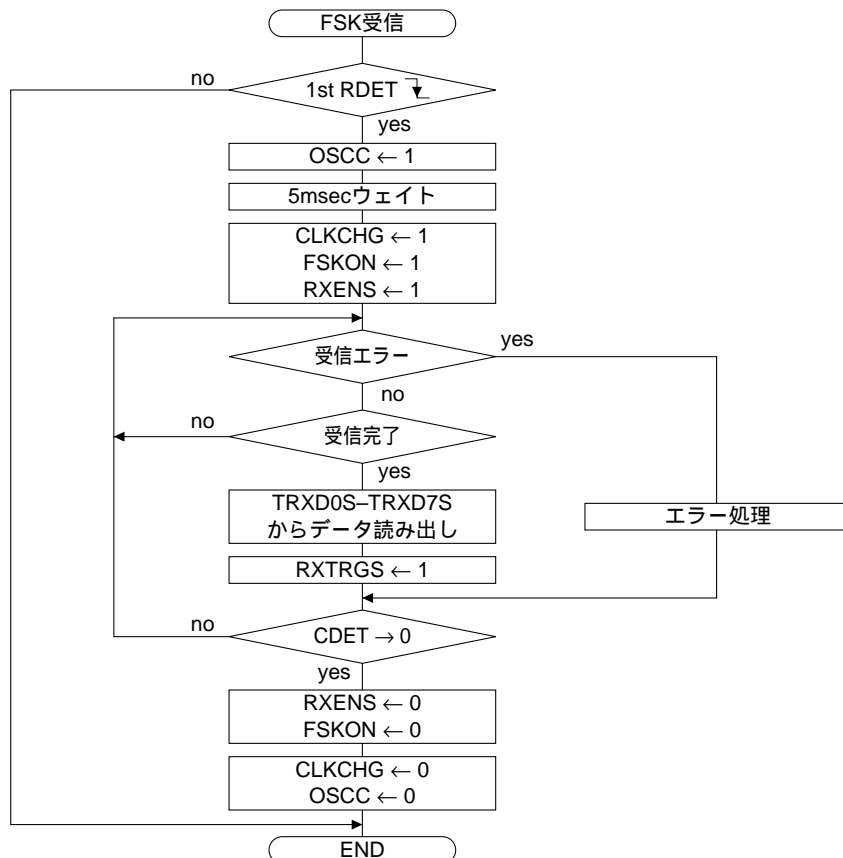 FSK受信
no
1st RDET
yes
OSCC ← 1
5msecウェイト
CLKCHG ← 1
FSKON ← 1
RXENS ← 1
受信エラー
yes
no
no
受信完了
yes
TRXD0S–TRXD7S
からデータ読み出し
エラー処理
RXTRGS ← 1
no
CDET → 0
yes
RXENS ← 0
FSKON ← 0
CLKCHG ← 0
OSCC ← 0
END